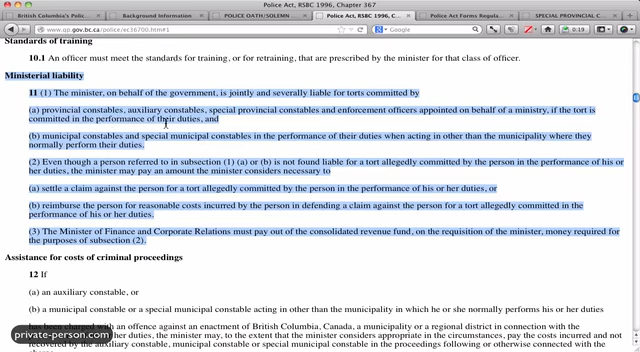 Police Act, RSBC 1996, Chapter 367
British Columbia's Polic...
Background Information
POLICE OATH/SOLEMN ...
Police Act, RSBC 1996, C...
Police Act Forms Regula...
SPECIAL PROVINCIAL C...
www.qp.gov.bc.ca/police/ec36700.htm#1
Google
0:19
Standards of training
10.1 An officer must meet the standards for training, or for retraining, that are prescribed by the minister for that class of officer.
Ministerial liability
11 (1) The minister, on behalf of the government, is jointly and severally liable for torts committed by
(a) provincial constables, auxiliary constables, special provincial constables and enforcement officers appointed on behalf of a ministry, if the tort is
committed in the performance of their duties, and
(b) municipal constables and special municipal constables in the performance of their duties when acting in other than the municipality where they
normally perform their duties.
(2) Even though a person referred to in subsection (1) (a) or (b) is not found liable for a tort allegedly committed by the person in the performance of his or
her duties, the minister may pay an amount the minister considers necessary to
(a) settle a claim against the person for a tort allegedly committed by the person in the performance of his or her duties, or
(b) reimburse the person for reasonable costs incurred by the person in defending a claim against the person for a tort allegedly committed in the
performance of his or her duties.
(3) The Minister of Finance and Corporate Relations must pay out of the consolidated revenue fund, on the requisition of the minister, money required for
the purposes of subsection (2).
Assistance for costs of criminal proceedings
12 If
(a) an auxiliary constable, or
(b) a municipal constable or a special municipal constable acting in other than the municipality in which he or she normally performs his or her duties
has been charged with an offence against an enactment of British Columbia, Canada, a municipality or a regional district in connection with the
her duties, the minister may, to the extent that the minister considers appropriate in the circumstances, pay the costs incurred and not
recovered by the auxiliary constable, municipal constable or special municipal constable in the proceedings following or otherwise connected with the
private-person.com